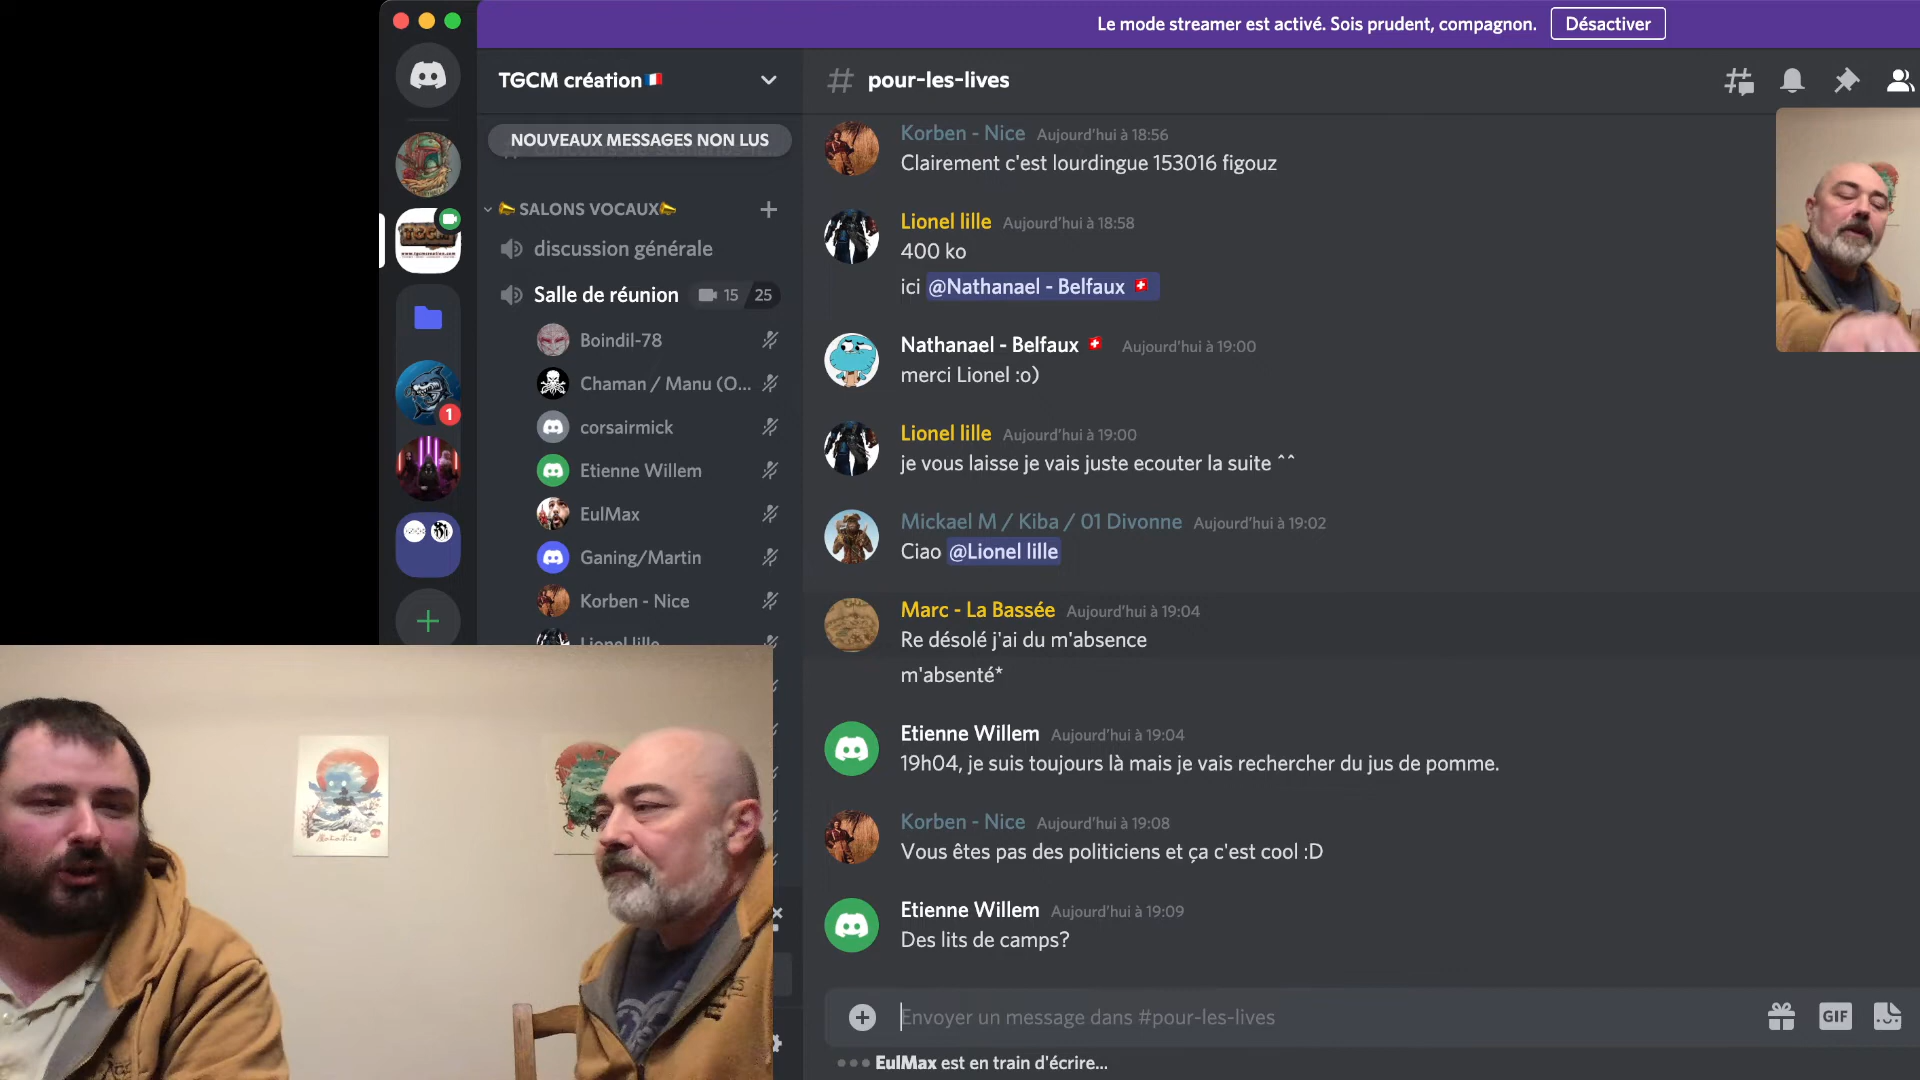 Le mode streamer est activé. Sois prudent, compagnon.
Désactiver
TGCM création🇫🇷
pour-les-lives
NOUVEAUX MESSAGES NON LUS
SALONS VOCAUX
discussion générale
Salle de réunion 15 25
Boindil-78
Chaman / Manu (O...
corsairmick
Etienne Willem
EulMax
Ganing/Martin
Korben - Nice
Lionel lille
1
Korben - Nice Aujourd'hui à 18:56
Clairement c'est lourdingue 153016 figouz
Lionel lille Aujourd'hui à 18:58
400 ko
ici @Nathanael - Belfaux 🇨🇭
Nathanael - Belfaux 🇨🇭 Aujourd'hui à 19:00
merci Lionel :o)
Lionel lille Aujourd'hui à 19:00
je vous laisse je vais juste ecouter la suite ^^
Mickael M / Kiba / 01 Divonne Aujourd'hui à 19:02
Ciao @Lionel lille
Marc - La Bassée Aujourd'hui à 19:04
Re désolé j'ai du m'absence
m'absenté*
Etienne Willem Aujourd'hui à 19:04
19h04, je suis toujours là mais je vais rechercher du jus de pomme.
Korben - Nice Aujourd'hui à 19:08
Vous êtes pas des politiciens et ça c'est cool :D
Etienne Willem Aujourd'hui à 19:09
Des lits de camps?
Envoyer un message dans #pour-les-lives
GIF
EulMax est en train d'écrire...